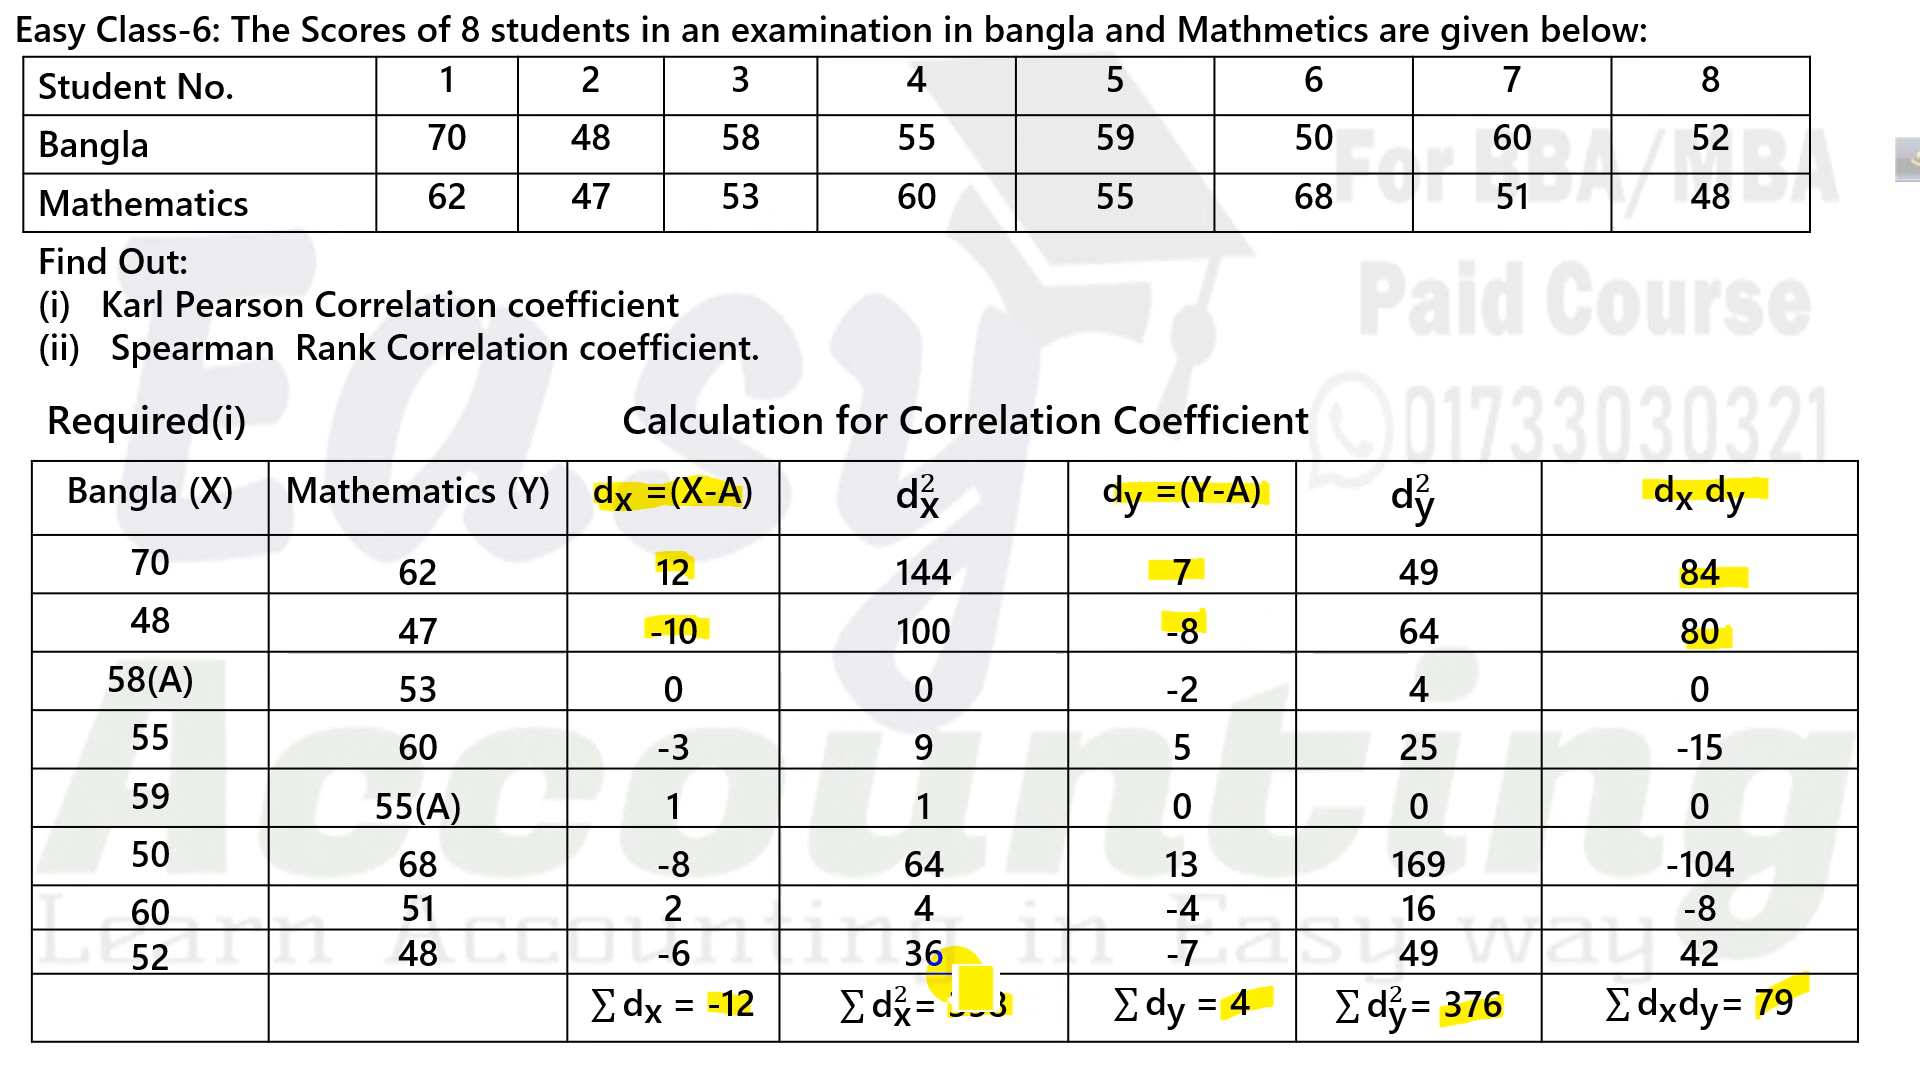 Easy Class-6: The Scores of 8 students in an examination in bangla and Mathmetics are given below:
Student No. 1 2 3 4 5 6 7 8
Bangla 70 48 58 55 59 50 60 52
Mathematics 62 47 53 60 55 68 51 48
For BBA/MBA
Find Out:
(i) Karl Pearson Correlation coefficient
(ii) Spearman Rank Correlation coefficient.
Paid Course
01733030321
Required(i) Calculation for Correlation Coefficient
Bangla (X) Mathematics (Y) dx =(X-A) dx² dy =(Y-A) dy² dx dy
70 62 12 144 7 49 84
48 47 -10 100 -8 64 80
58(A) 53 0 0 -2 4 0
55 60 -3 9 5 25 -15
59 55(A) 1 1 0 0 0
50 68 -8 64 13 169 -104
60 51 2 4 -4 16 -8
52 48 -6 36 -7 49 42
∑ dx = -12 ∑ dx² = ∑ dy = 4 ∑ dy² = 376 ∑ dxdy = 79
Easy
Accounting
Learn Accounting in Easy way